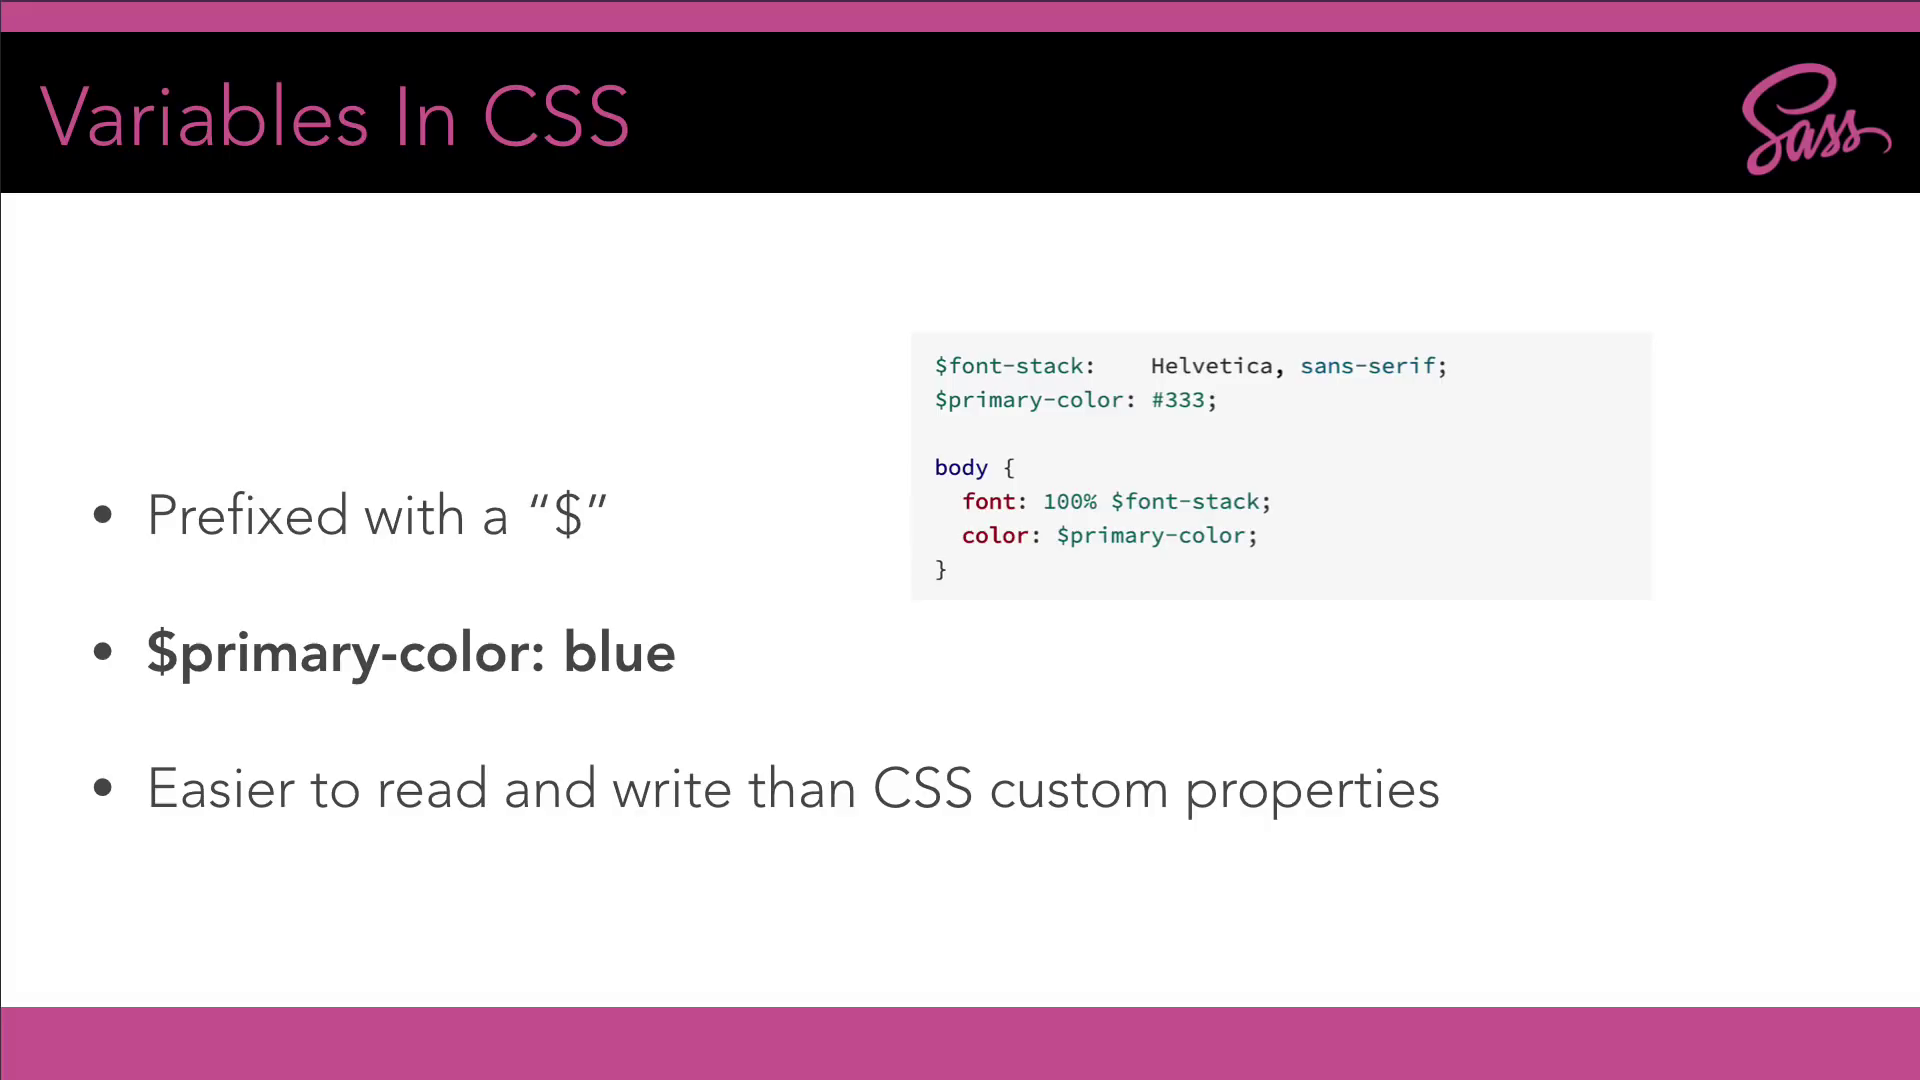 Variables In CSS
Sass
$font-stack:    Helvetica, sans-serif;
$primary-color: #333;
body {
  font: 100% $font-stack;
  color: $primary-color;
}
• Prefixed with a “$”
• $primary-color: blue
• Easier to read and write than CSS custom properties